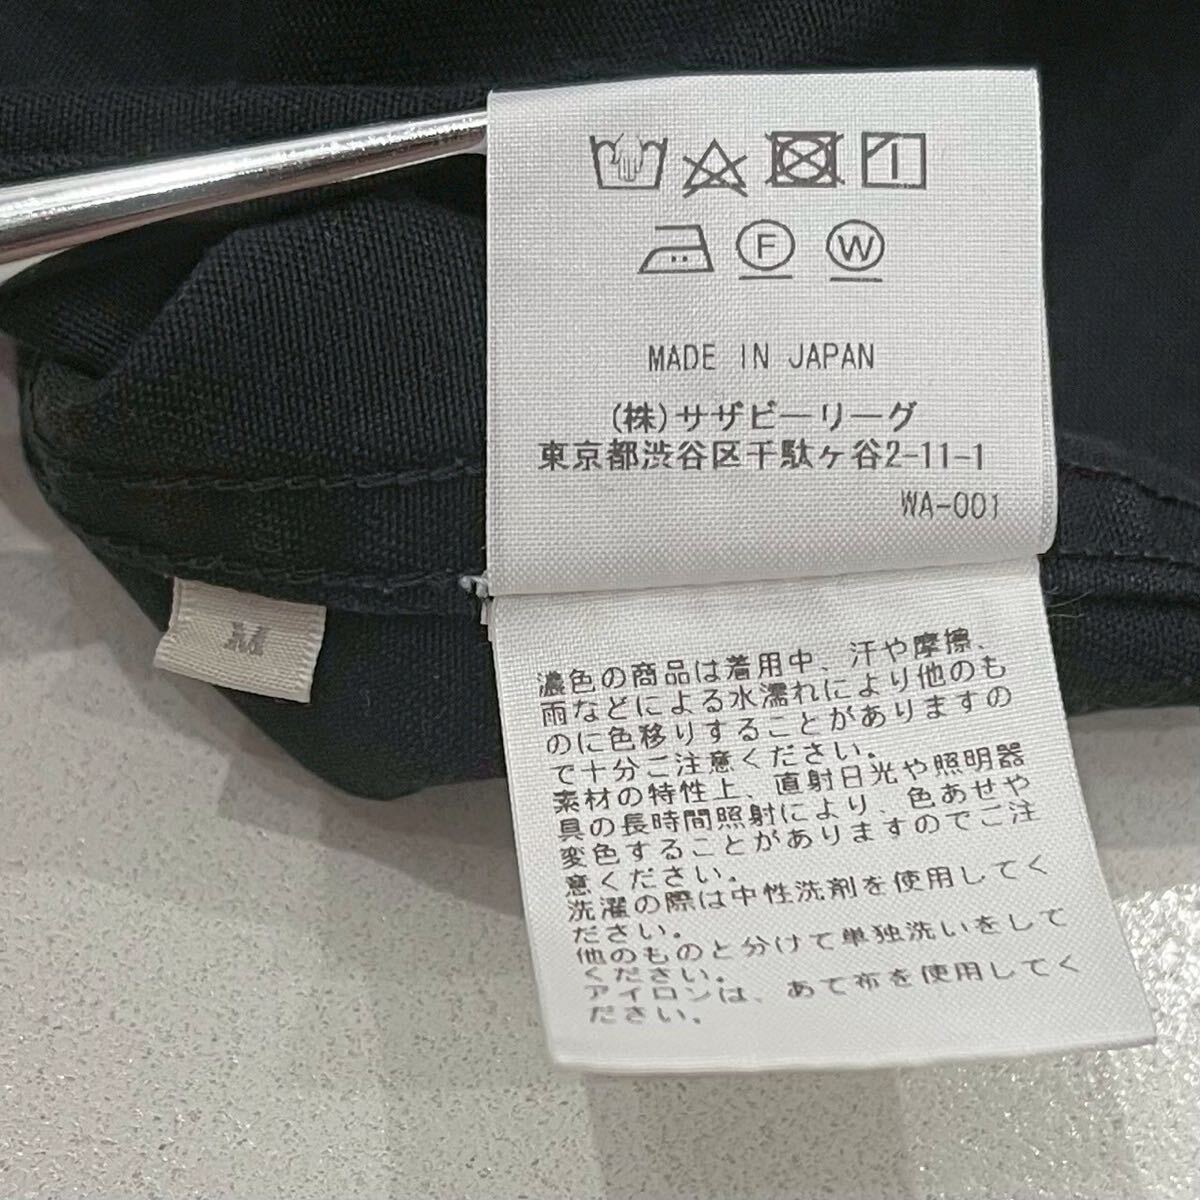 F W
MADE IN JAPAN
(株)サザビーリーグ
東京都渋谷区千駄ヶ谷2-11-1
WA-001
M
濃色の商品は着用中、汗や摩擦、
雨などによる水濡れにより他のも
のに色移りすることがありますの
で十分ご注意ください。
素材の特性上、直射日光や照明器
具の長時間照射により、色あせや
変色することがありますのでご注
意ください。
洗濯の際は中性洗剤を使用してく
ださい。
他のものと分けて単独洗いをして
ください。
アイロンは、あて布を使用してく
ださい。